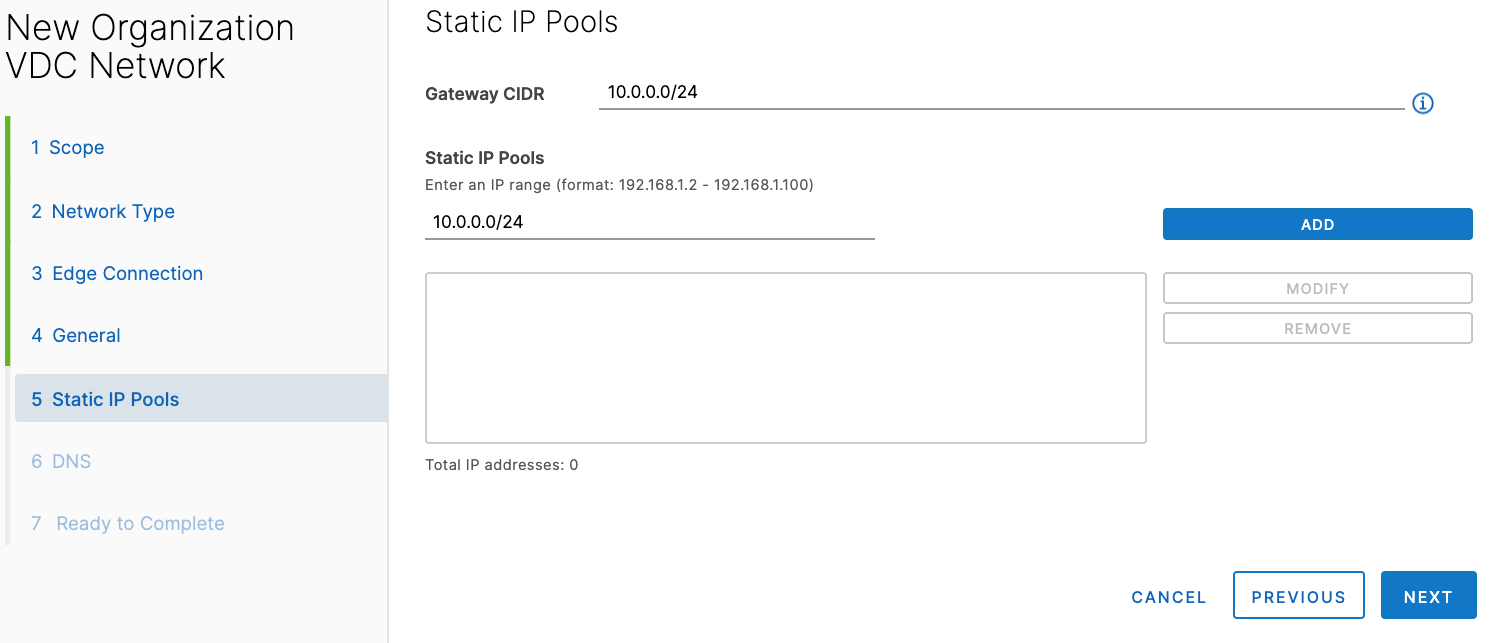 New Organization
VDC Network
1 Scope
2 Network Type
3 Edge Connection
4 General
5 Static IP Pools
6 DNS
7 Ready to Complete
Static IP Pools
Gateway CIDR 10.0.0.0/24
Static IP Pools
Enter an IP range (format: 192.168.1.2 - 192.168.1.100)
10.0.0.0/24
ADD
MODIFY
REMOVE
Total IP addresses: 0
CANCEL PREVIOUS NEXT